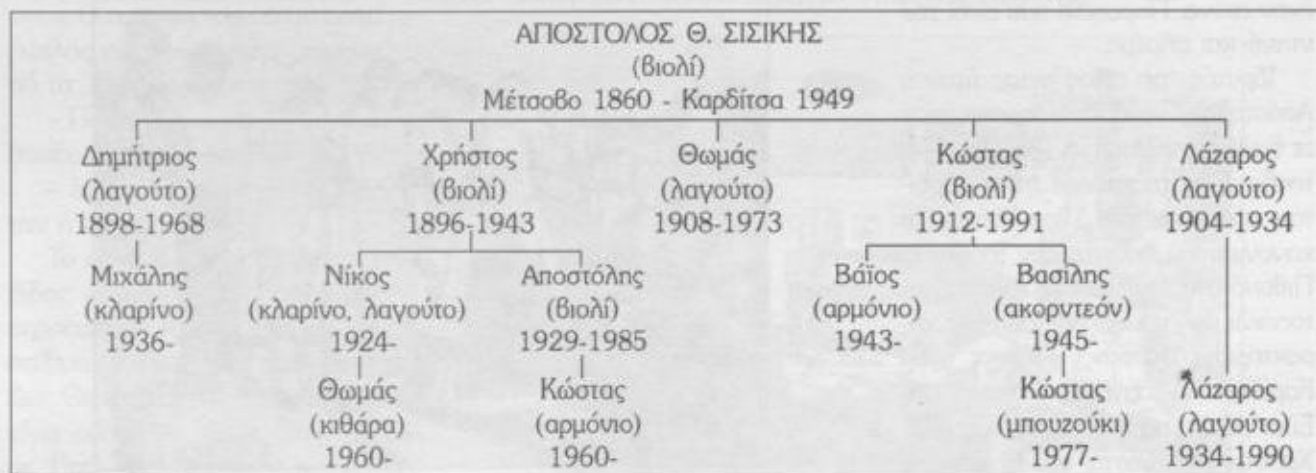 ΑΠΟΣΤΟΛΟΣ Θ. ΣΙΣΙΚΗΣ
(βιολί)
Μέτσοβο 1860 - Καρδίτσα 1949
Δημήτριος Χρήστος Θωμάς Κώστας Λάζαρος
(λαγούτο) (βιολί) (λαγούτο) (βιολί) (λαγούτο)
1898-1968 1896-1943 1908-1973 1912-1991 1904-1934
Μιχάλης Νίκος Αποστόλης Βάϊος Βασίλης
(κλαρίνο) (κλαρίνο, λαγούτο) (βιολί) (αρμόνιο) (ακορντεόν)
1936- 1924- 1929-1985 1943- 1945-
Θωμάς Κώστας Κώστας *Λάζαρος
(κιθάρα) (αρμόνιο) (μπουζούκι) (λαγούτο)
1960- 1960- 1977- 1934-1990